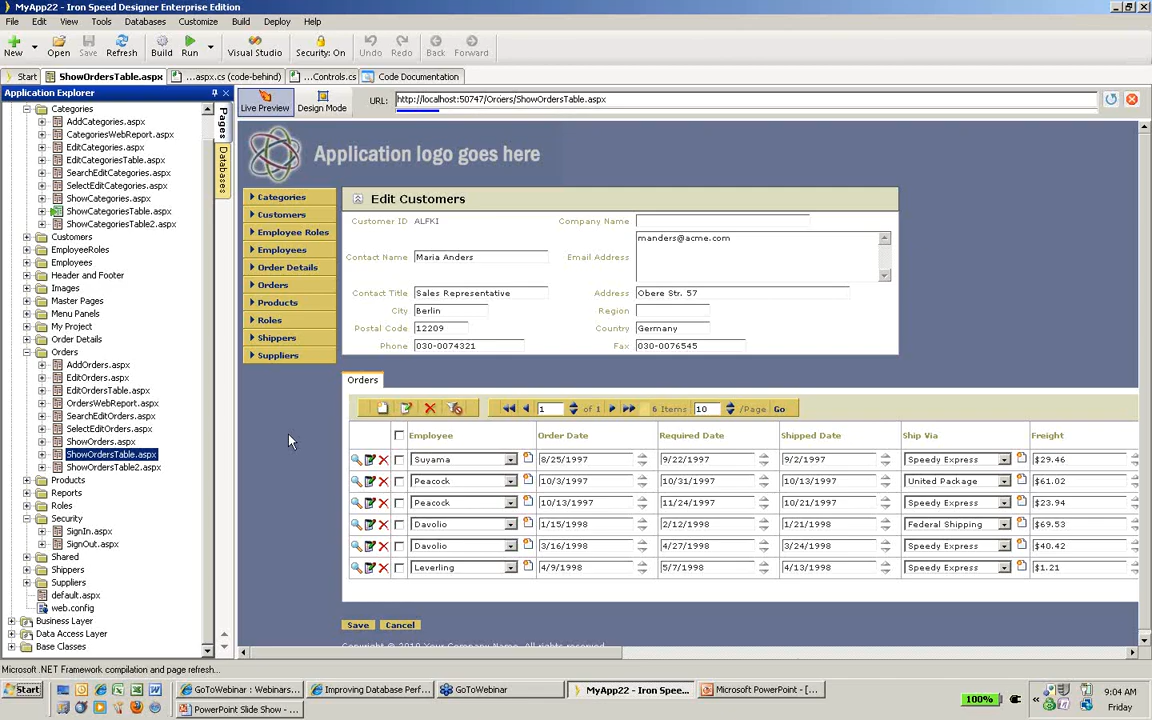 MyApp22 - Iron Speed Designer Enterprise Edition
File Edit View Tools Databases Customize Build Deploy Help
New Open Save Refresh Build Run Visual Studio Security: On Undo Redo Back Forward
Start ShowOrdersTable.aspx ...aspx.cs (code-behind) ...Controls.cs Code Documentation
Application Explorer
Pages
Databases
Categories
AddCategories.aspx
CategoriesWebReport.aspx
EditCategories.aspx
EditCategoriesTable.aspx
SearchEditCategories.aspx
SelectEditCategories.aspx
ShowCategories.aspx
ShowCategoriesTable.aspx
ShowCategoriesTable2.aspx
Customers
EmployeeRoles
Employees
Header and Footer
Images
Master Pages
Menu Panels
My Project
Order Details
Orders
AddOrders.aspx
EditOrders.aspx
EditOrdersTable.aspx
OrdersWebReport.aspx
SearchEditOrders.aspx
SelectEditOrders.aspx
ShowOrders.aspx
ShowOrdersTable.aspx
ShowOrdersTable2.aspx
Products
Reports
Roles
Security
SignIn.aspx
SignOut.aspx
Shared
Shippers
Suppliers
default.aspx
web.config
Business Layer
Data Access Layer
Base Classes
Live Preview Design Mode URL: http://localhost:50747/Orders/ShowOrdersTable.aspx
Application logo goes here
Categories
Customers
Employee Roles
Employees
Order Details
Orders
Products
Roles
Shippers
Suppliers
Edit Customers
Customer ID ALFKI Company Name
Contact Name Maria Anders Email Address manders@acme.com
Contact Title Sales Representative Address Obere Str. 57
City Berlin Region
Postal Code 12209 Country Germany
Phone 030-0074321 Fax 030-0076545
Orders
1 of 1 6 Items 10 /Page Go
Employee Order Date Required Date Shipped Date Ship Via Freight
Suyama 8/25/1997 9/22/1997 9/2/1997 Speedy Express $29.46
Peacock 10/3/1997 10/31/1997 10/13/1997 United Package $61.02
Peacock 10/13/1997 11/24/1997 10/21/1997 Speedy Express $23.94
Davolio 1/15/1998 2/12/1998 1/21/1998 Federal Shipping $69.53
Davolio 3/16/1998 4/27/1998 3/24/1998 Speedy Express $40.42
Leverling 4/9/1998 5/7/1998 4/13/1998 Speedy Express $1.21
Save Cancel
Microsoft .NET Framework compilation and page refresh...
Start GoToWebinar : Webinars... Improving Database Perf... GoToWebinar MyApp22 - Iron Spee... Microsoft PowerPoint - [... 100% 9:04 AM
PowerPoint Slide Show - ... Friday